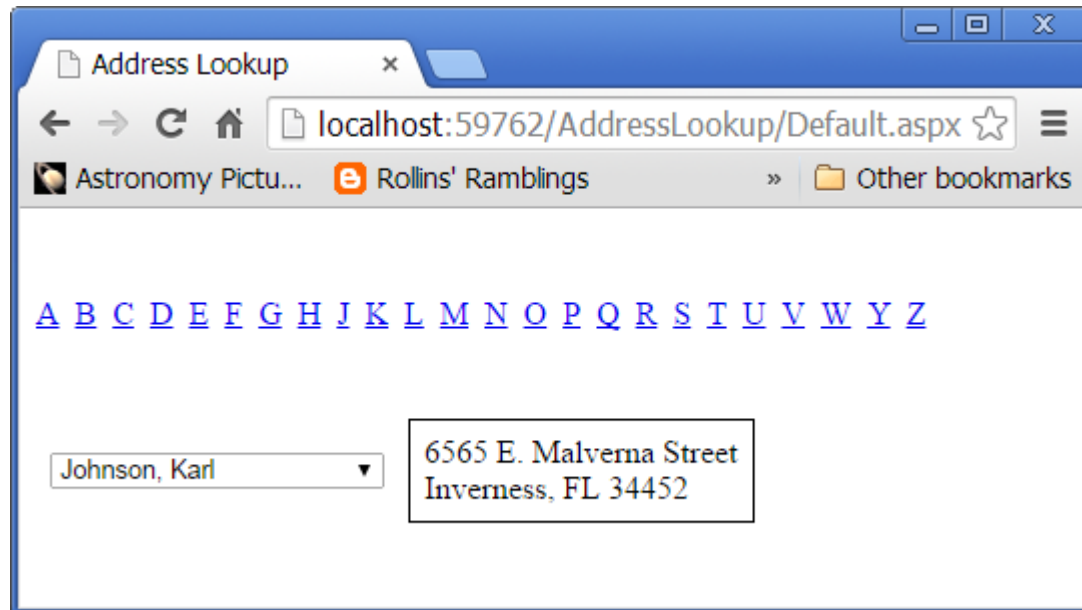 Address Lookup
localhost:59762/AddressLookup/Default.aspx
Astronomy Pictu... Rollins' Ramblings » Other bookmarks
A B C D E F G H J K L M N O P Q R S T U V W Y Z
Johnson, Karl
6565 E. Malverna Street
Inverness, FL 34452